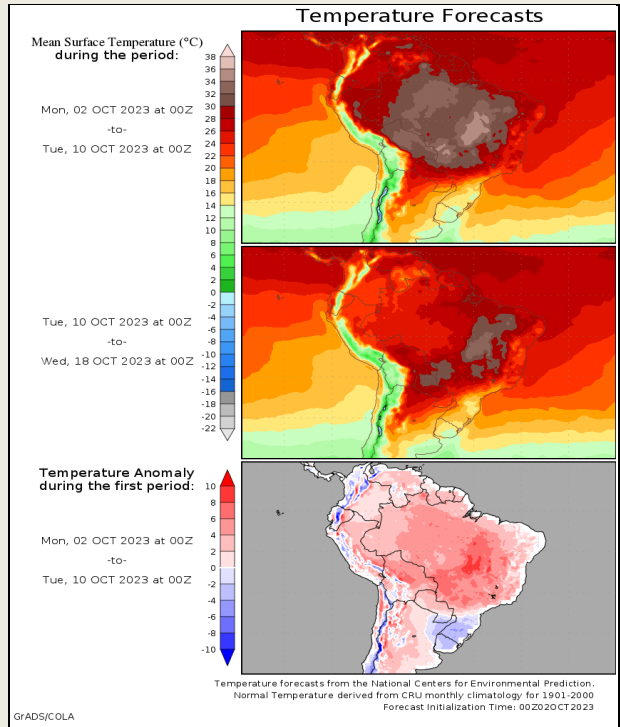 Temperature Forecasts
Mean Surface Temperature (°C)
during the period:
Mon, 02 OCT 2023 at 00Z
-to-
Tue, 10 OCT 2023 at 00Z
38
36
34
32
30
28
26
24
22
20
18
16
14
12
10
8
6
4
2
0
-2
-4
-6
-8
-10
-12
-14
-16
-18
-20
-22
Tue, 10 OCT 2023 at 00Z
-to-
Wed, 18 OCT 2023 at 00Z
Temperature Anomaly
during the first period:
Mon, 02 OCT 2023 at 00Z
-to-
Tue, 10 OCT 2023 at 00Z
10
8
6
4
2
0
-2
-4
-6
-8
-10
Temperature forecasts from the National Centers for Environmental Prediction.
Normal Temperature derived from CRU monthly climatology for 1901-2000
Forecast Initialization Time: 00Z02OCT2023
GrADS/COLA